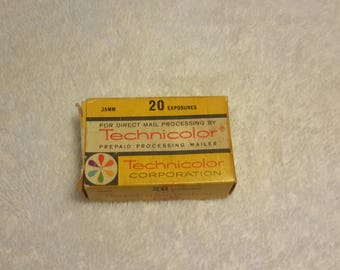 35MM 20 EXPOSURES
FOR DIRECT MAIL PROCESSING BY
Technicolor®
PREPAID PROCESSING MAILER
Technicolor
CORPORATION